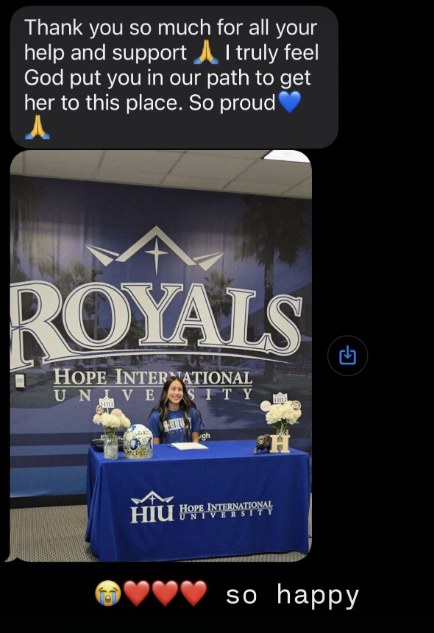 Thank you so much for all your
help and support 🙏 I truly feel
God put you in our path to get
her to this place. So proud💙
🙏
ROYALS
HOPE INTERNATIONAL
UNIVERSITY
HIU HOPE INTERNATIONAL
UNIVERSITY
😭❤️❤️❤️ so happy